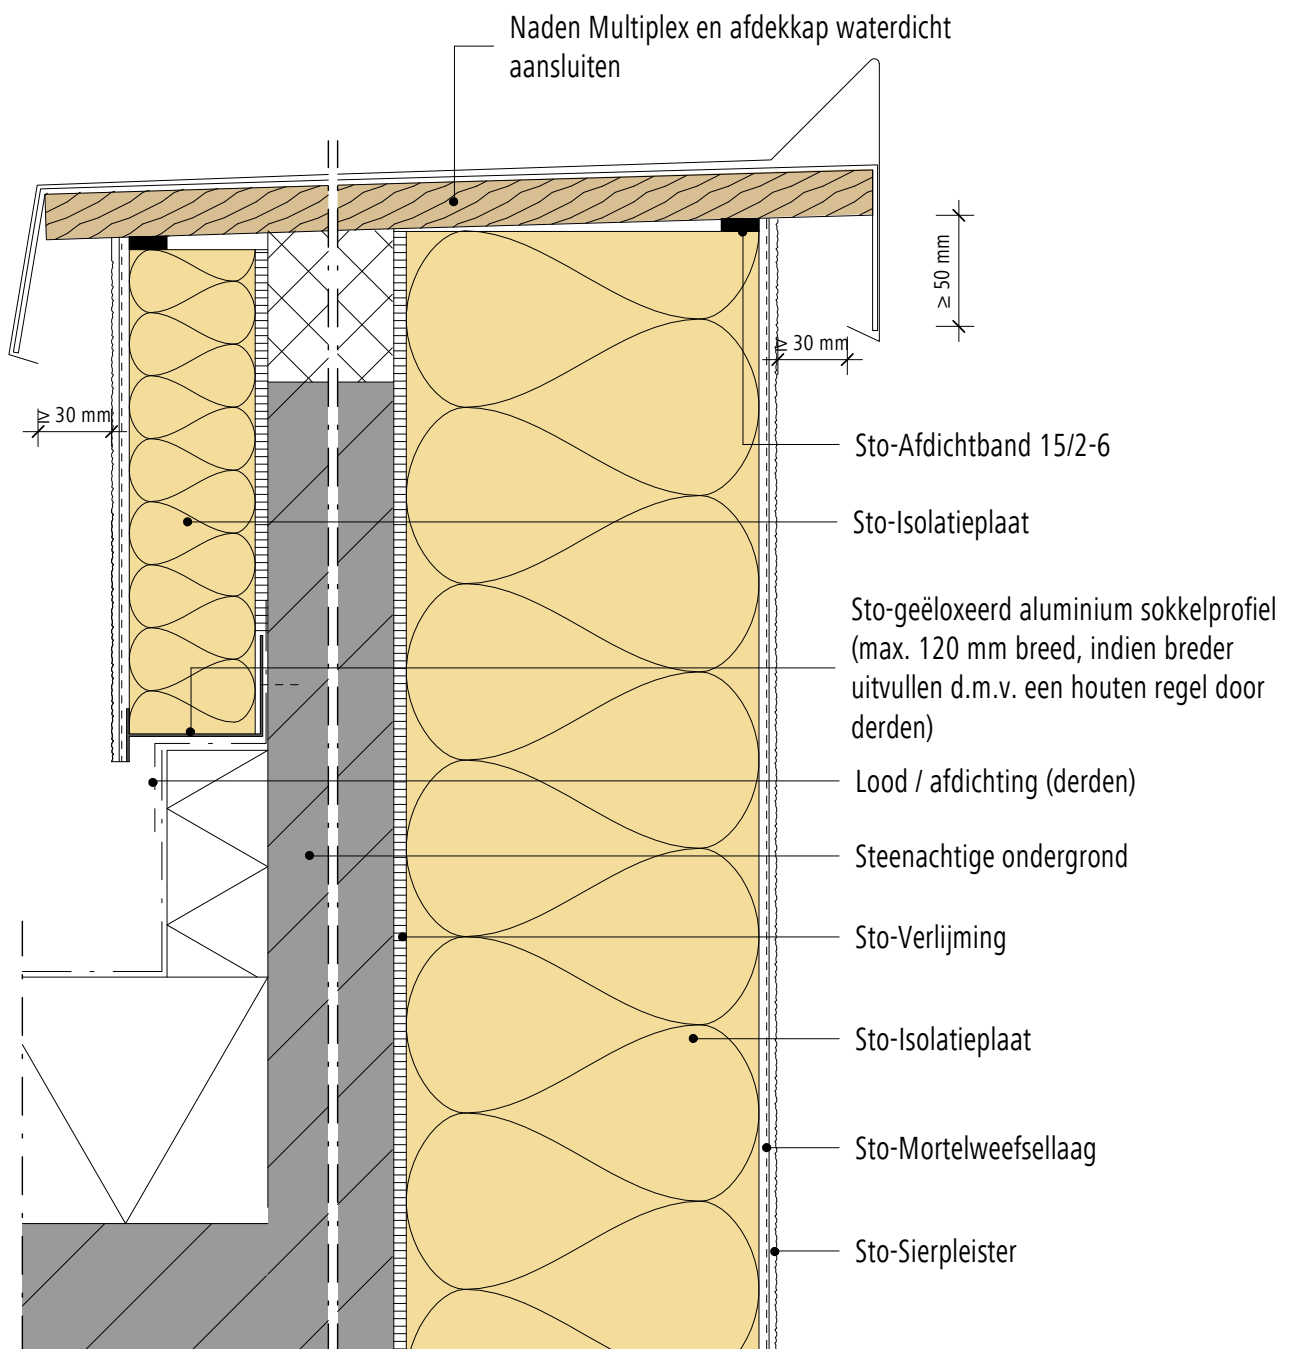 Naden Multiplex en afdekkap waterdicht
aansluiten
≥ 50 mm
≥ 30 mm
≥ 30 mm
Sto-Afdichtband 15/2-6
Sto-Isolatieplaat
Sto-geëloxeerd aluminium sokkelprofiel
(max. 120 mm breed, indien breder
uitvullen d.m.v. een houten regel door
derden)
Lood / afdichting (derden)
Steenachtige ondergrond
Sto-Verlijming
Sto-Isolatieplaat
Sto-Mortelweefsellaag
Sto-Sierpleister